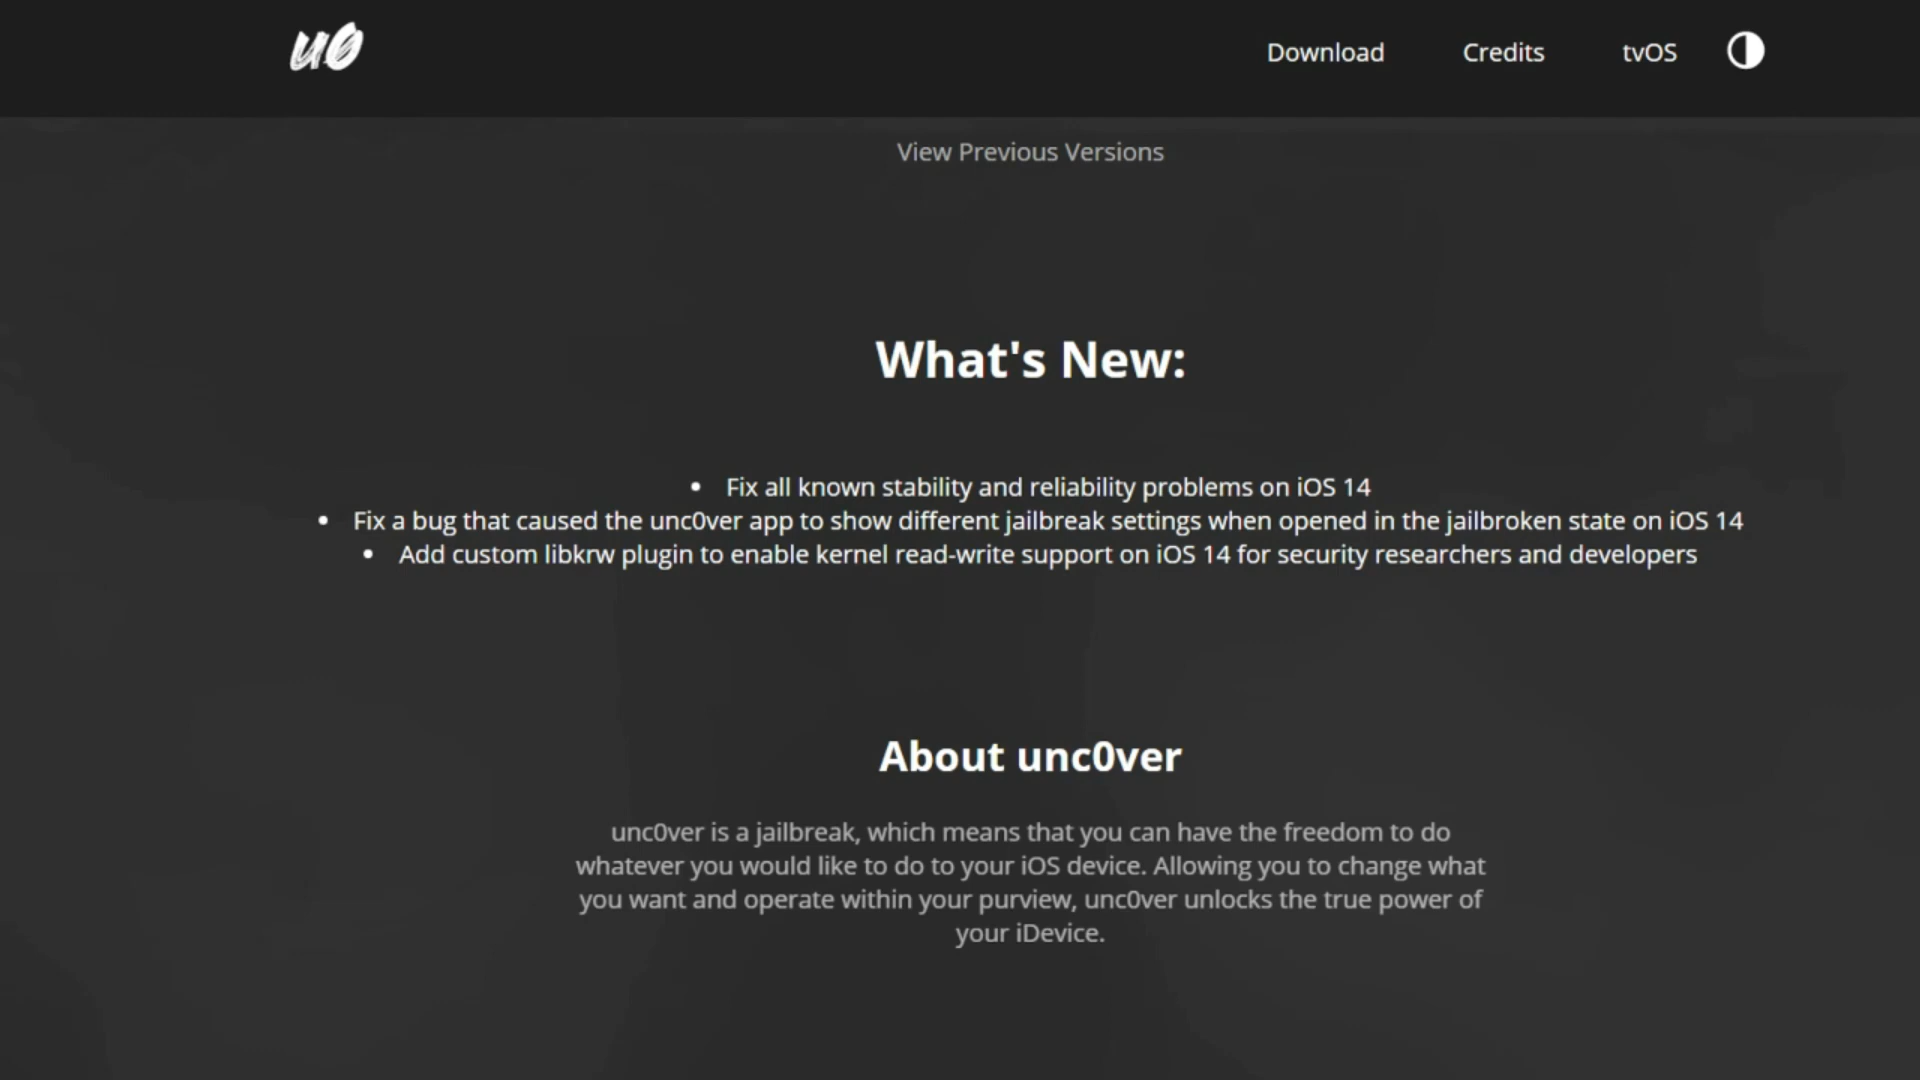 u0
Download
Credits
tvOS
View Previous Versions
What's New:
• Fix all known stability and reliability problems on iOS 14
• Fix a bug that caused the unc0ver app to show different jailbreak settings when opened in the jailbroken state on iOS 14
• Add custom libkrw plugin to enable kernel read-write support on iOS 14 for security researchers and developers
About unc0ver
unc0ver is a jailbreak, which means that you can have the freedom to do
whatever you would like to do to your iOS device. Allowing you to change what
you want and operate within your purview, unc0ver unlocks the true power of
your iDevice.